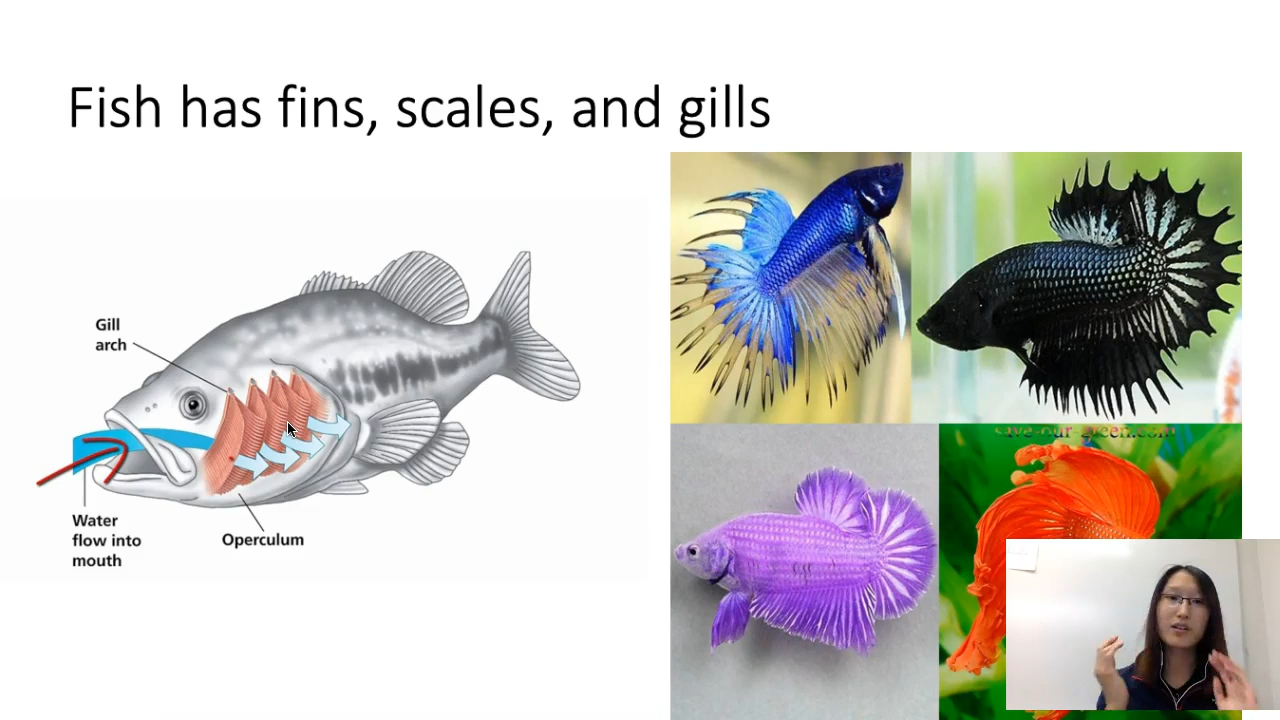 Fish has fins, scales, and gills
Gill
arch
Water
flow into
mouth
Operculum
save-our-green.com